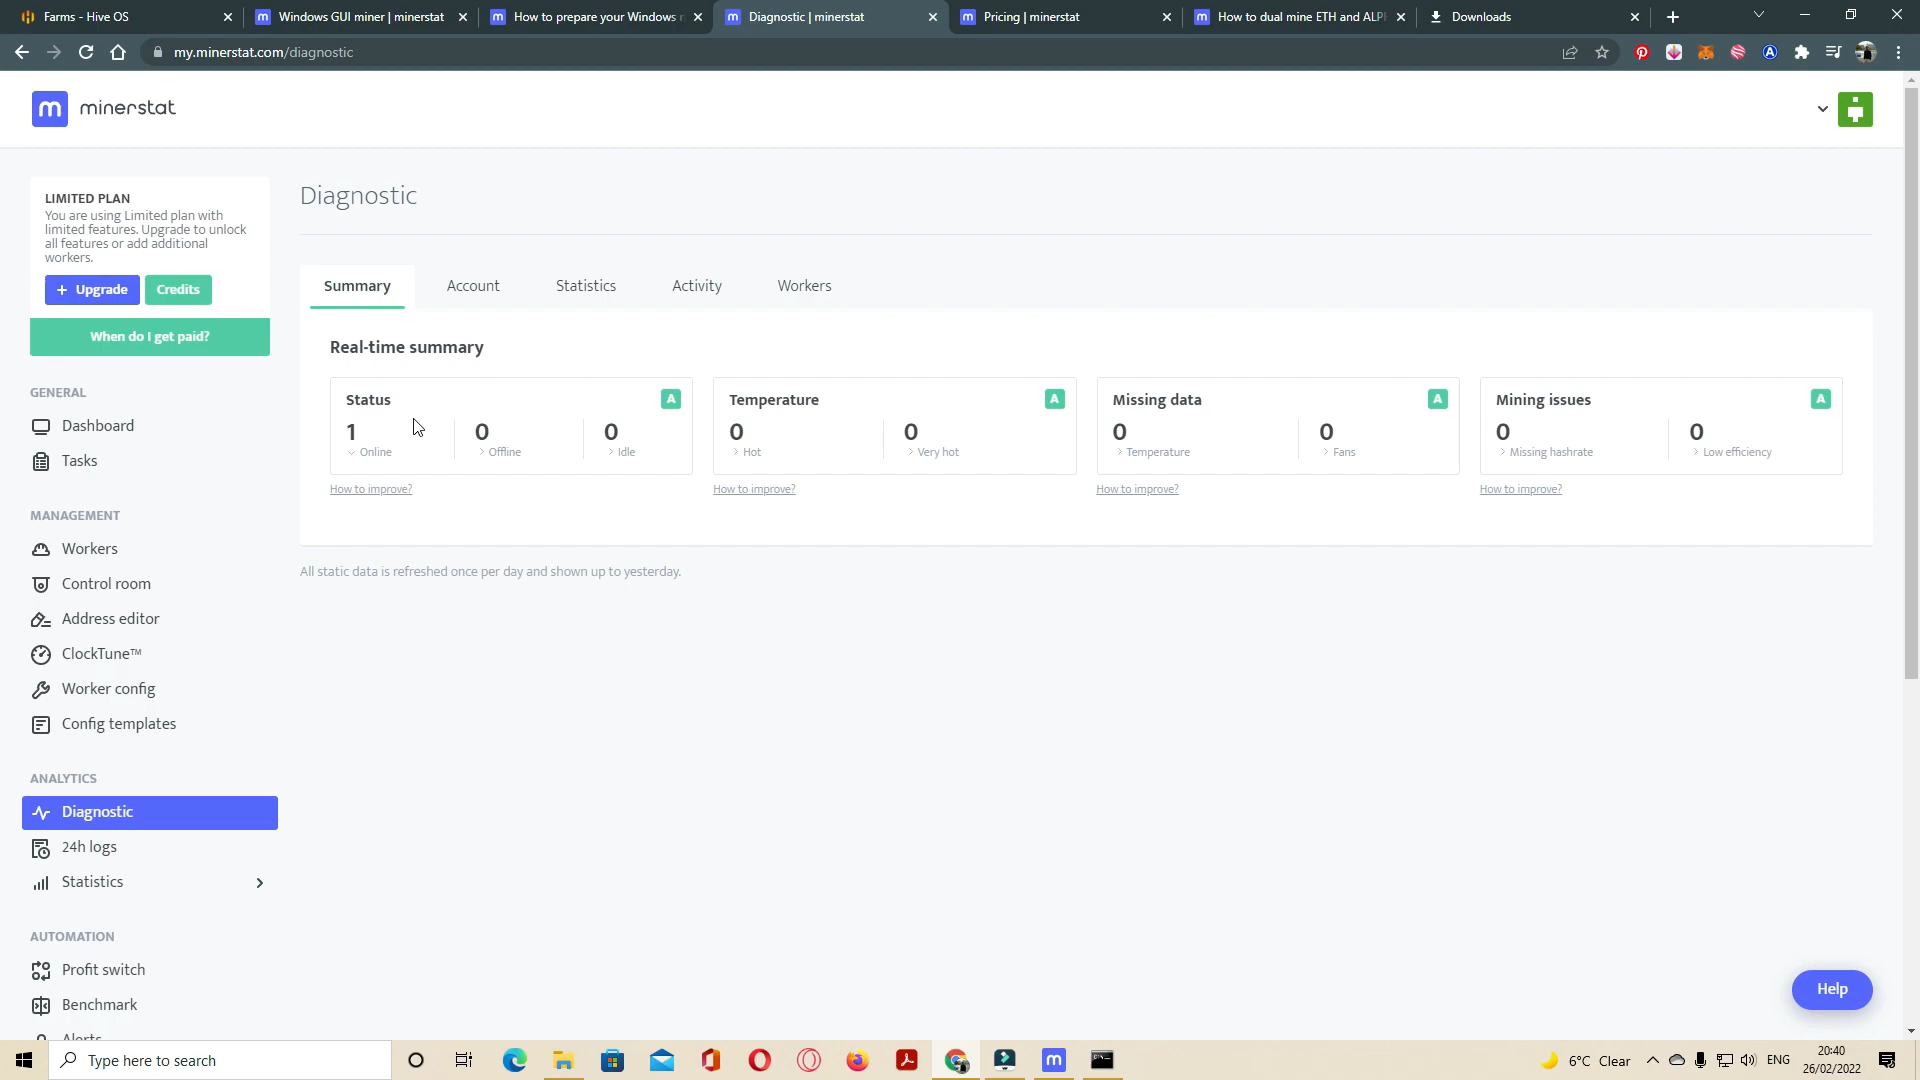 Farms - Hive OS
Windows GUI miner | minerstat
How to prepare your Windows
Diagnostic | minerstat
Pricing | minerstat
How to dual mine ETH and ALP
Downloads
my.minerstat.com/diagnostic
m minerstat
LIMITED PLAN
You are using Limited plan with
limited features. Upgrade to unlock
all features or add additional
workers.
+ Upgrade
Credits
When do I get paid?
GENERAL
Dashboard
Tasks
MANAGEMENT
Workers
Control room
Address editor
ClockTune™
Worker config
Config templates
ANALYTICS
Diagnostic
24h logs
Statistics
AUTOMATION
Profit switch
Benchmark
Alerts
Diagnostic
Summary
Account
Statistics
Activity
Workers
Real-time summary
Status
A
1
Online
0
Offline
0
Idle
How to improve?
Temperature
A
0
Hot
0
Very hot
How to improve?
Missing data
A
0
Temperature
0
Fans
How to improve?
Mining issues
A
0
Missing hashrate
0
Low efficiency
How to improve?
All static data is refreshed once per day and shown up to yesterday.
Help
Type here to search
6°C Clear
ENG
20:40
26/02/2022